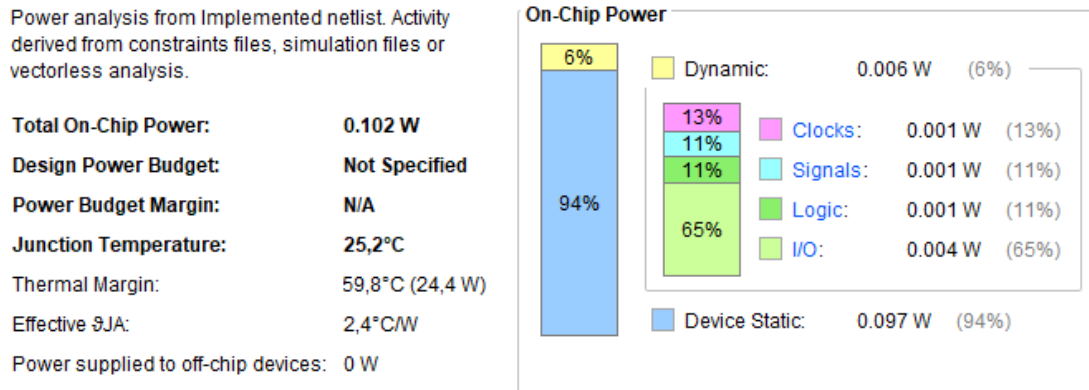 Power analysis from Implemented netlist. Activity
derived from constraints files, simulation files or
vectorless analysis.
Total On-Chip Power: 0.102 W
Design Power Budget: Not Specified
Power Budget Margin: N/A
Junction Temperature: 25,2°C
Thermal Margin: 59,8°C (24,4 W)
Effective ϑJA: 2,4°C/W
Power supplied to off-chip devices: 0 W
On-Chip Power
6%
94%
Dynamic: 0.006 W (6%)
13%
11%
11%
65%
Clocks: 0.001 W (13%)
Signals: 0.001 W (11%)
Logic: 0.001 W (11%)
I/O: 0.004 W (65%)
Device Static: 0.097 W (94%)